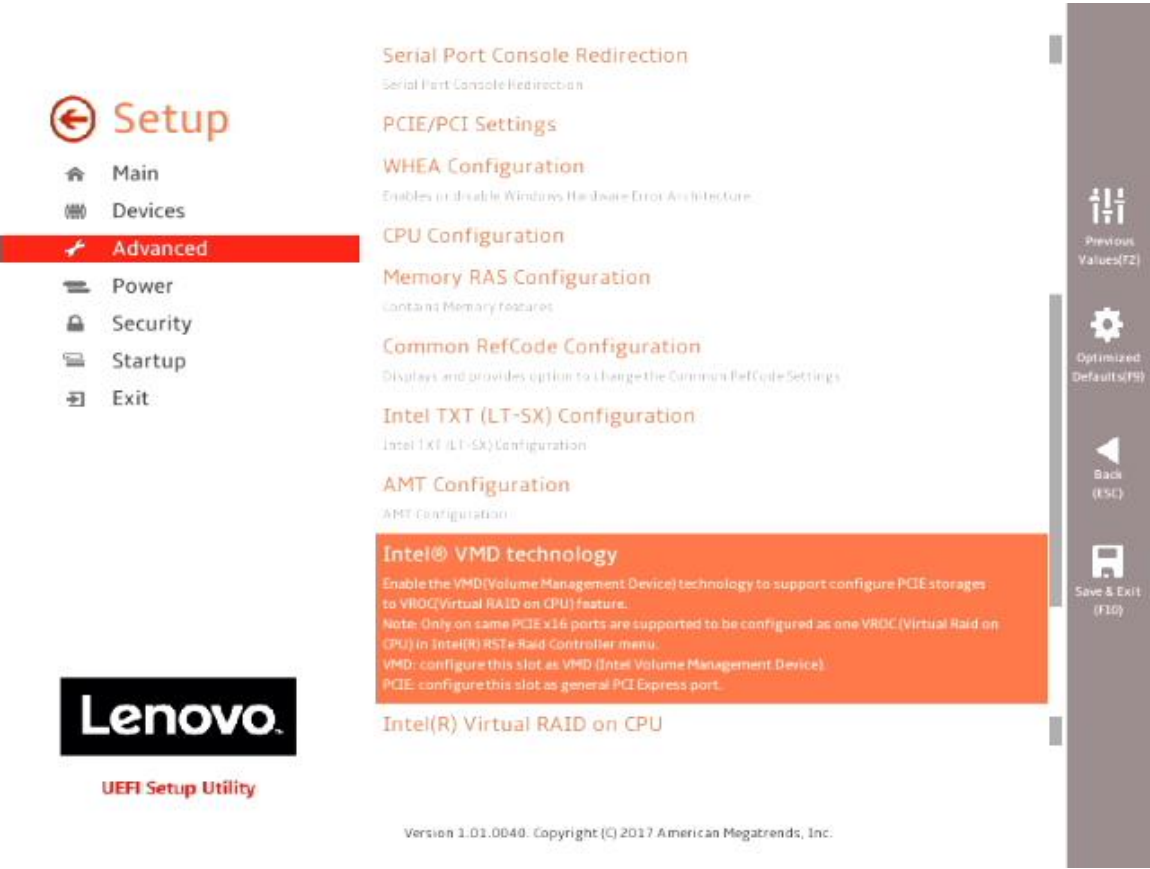 Setup
Main
Devices
Advanced
Power
Security
Startup
Exit
Lenovo.
UEFI Setup Utility
Serial Port Console Redirection
Serial Port Console Redirection
PCIE/PCI Settings
WHEA Configuration
Enables or disable Windows Hardware Error Architecture.
CPU Configuration
Memory RAS Configuration
contains Memory features
Common RefCode Configuration
Displays and provides option to change the Common RefCode Settings
Intel TXT (LT-SX) Configuration
Intel TXT (LT-SX) Configuration
AMT Configuration
AMT Configuration
Intel® VMD technology
Enable the VMD(Volume Management Device) technology to support configure PCIE storages
to VROC(Virtual RAID on CPU) feature.
Note: Only on same PCIE x16 ports are supported to be configured as one VROC (Virtual Raid on
CPU) in Intel(R) RSTe Raid Controller menu.
VMD: configure this slot as VMD (Intel Volume Management Device).
PCIE: configure this slot as general PCI Express port.
Intel(R) Virtual RAID on CPU
Version 1.01.0040. Copyright (C) 2017 American Megatrends, Inc.
Previous
Values(F2)
Optimized
Defaults(F9)
Back
(ESC)
Save & Exit
(F10)